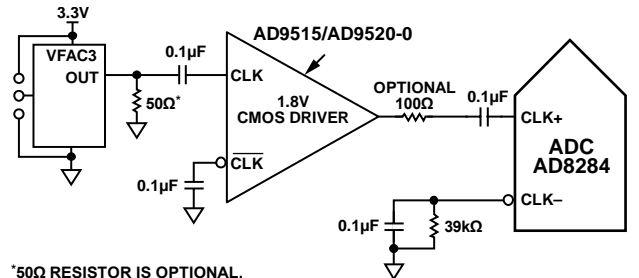 3.3V
VFAC3
OUT
0.1µF
50Ω*
AD9515/AD9520-0
CLK
1.8V
CMOS DRIVER
CLK
0.1µF
OPTIONAL
100Ω
0.1µF
CLK+
ADC
AD8284
CLK–
0.1µF
39kΩ
*50Ω RESISTOR IS OPTIONAL.